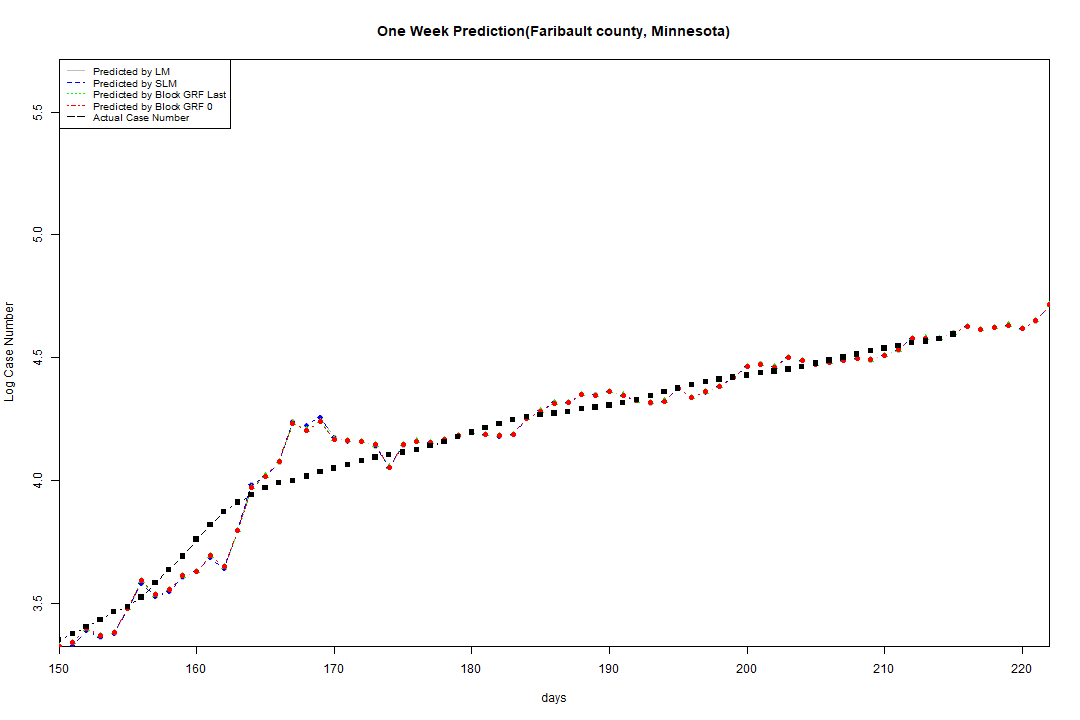 One Week Prediction(Faribault county, Minnesota)
Predicted by LM
Predicted by SLM
Predicted by Block GRF Last
Predicted by Block GRF 0
Actual Case Number
5.5
5.0
4.5
4.0
3.5
Log Case Number
150 160 170 180 190 200 210 220
days